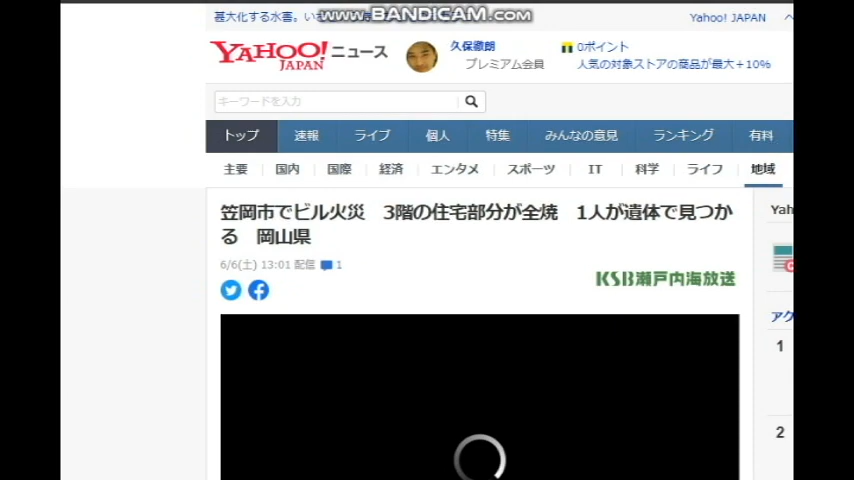 甚大化する水害。いま
www.BANDICAM.com
Yahoo! JAPAN
YAHOO! JAPAN ニュース
久保徹朗
プレミアム会員
0ポイント
人気の対象ストアの商品が最大+10%
キーワードを入力
トップ 速報 ライブ 個人 特集 みんなの意見 ランキング 有料
主要 国内 国際 経済 エンタメ スポーツ IT 科学 ライフ 地域
笠岡市でビル火災 3階の住宅部分が全焼 1人が遺体で見つか
る 岡山県
6/6(土) 13:01 配信 1
KSB瀬戸内海放送
Yah
アク
1
2